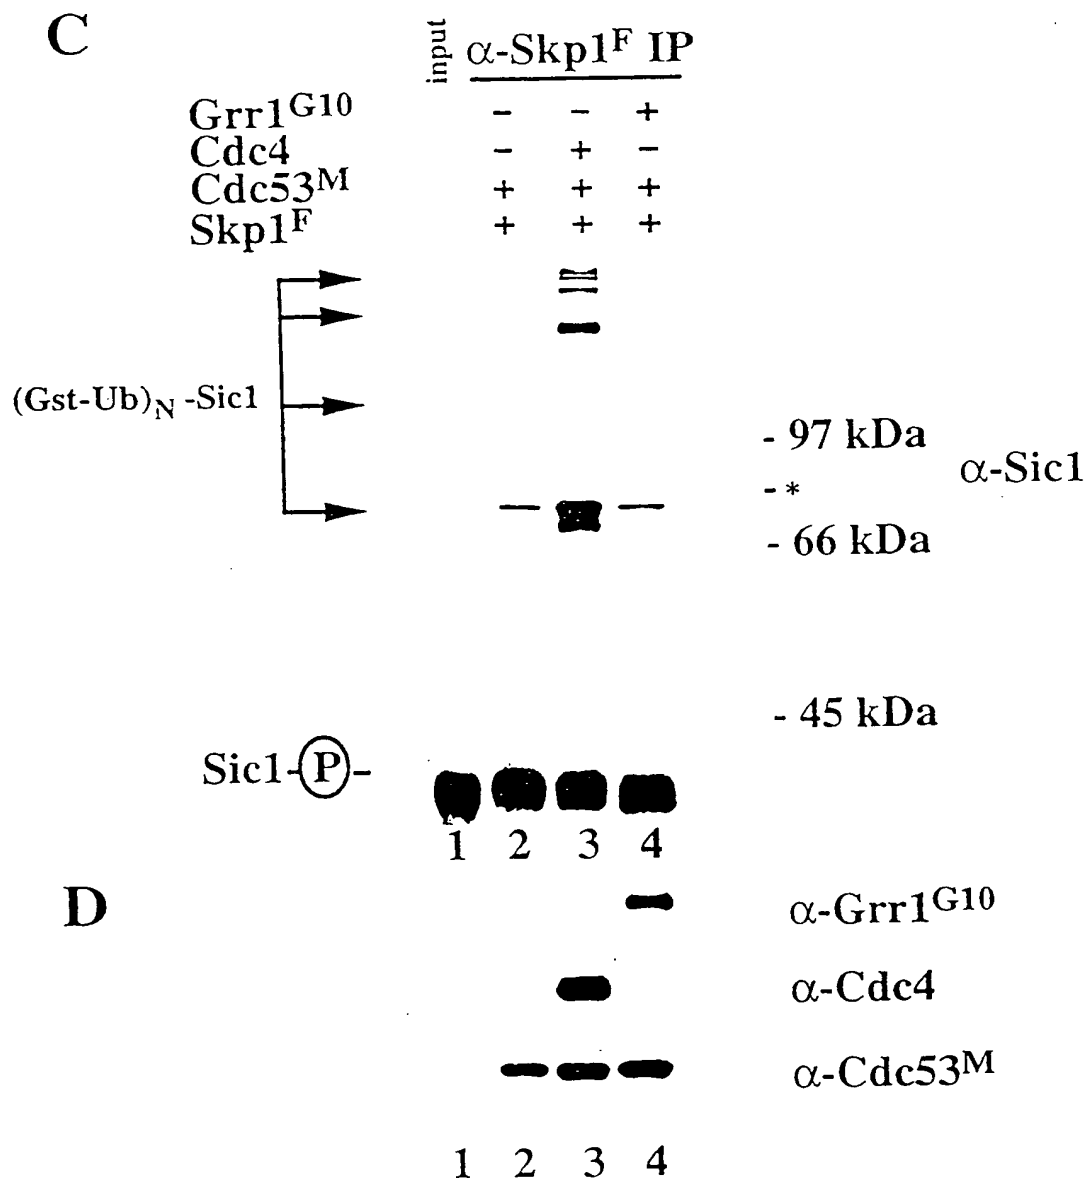 C
input
α-Skp1F IP
Grr1G10 - - +
Cdc4 - + -
Cdc53M + + +
Skp1F + + +
(Gst-Ub)N -Sic1
- 97 kDa
α-Sic1
- *
- 66 kDa
- 45 kDa
Sic1-P-
1 2 3 4
D
α-Grr1G10
α-Cdc4
α-Cdc53M
1 2 3 4